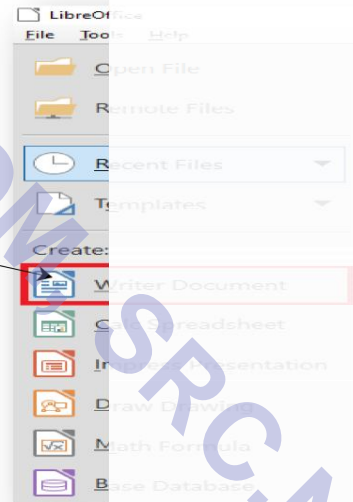 LibreOffice
File Tools Help
Open File
Remote Files
Recent Files
Templates
Create:
Writer Document
Calc Spreadsheet
Impress Presentation
Draw Drawing
Math Formula
Base Database